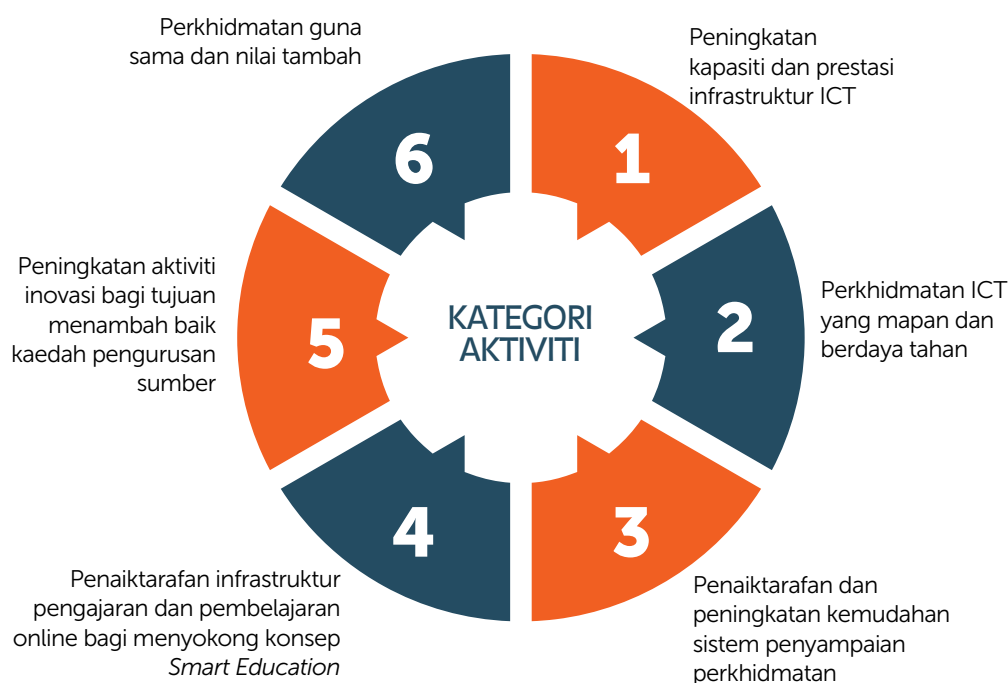 Perkhidmatan guna
sama dan nilai tambah
6
Peningkatan
kapasiti dan prestasi
infrastruktur ICT
1
Peningkatan aktiviti
inovasi bagi tujuan
menambah baik
kaedah pengurusan
sumber
5
KATEGORI
AKTIVITI
2
Perkhidmatan ICT
yang mapan dan
berdaya tahan
4
Penaiktarafan infrastruktur
pengajaran dan pembelajaran
online bagi menyokong konsep
Smart Education
3
Penaiktarafan dan
peningkatan kemudahan
sistem penyampaian
perkhidmatan